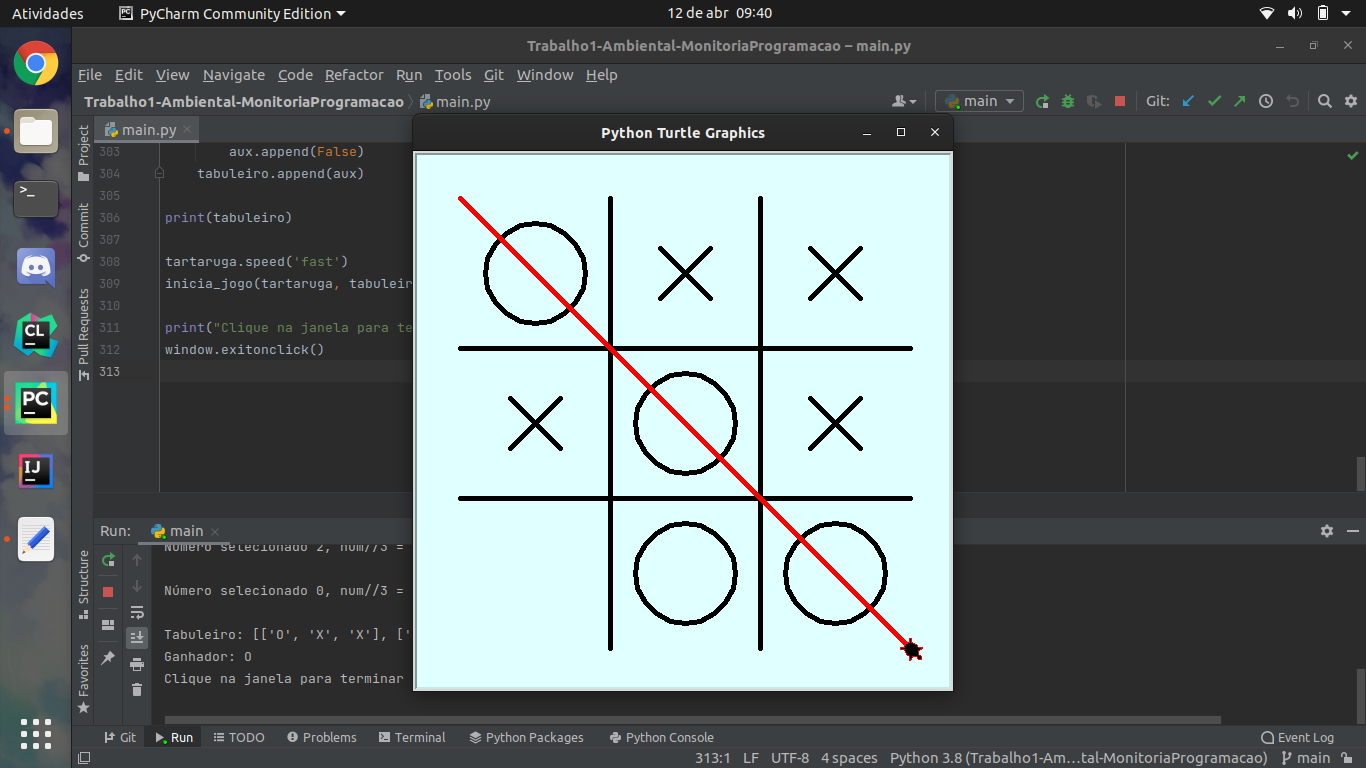 Atividades
PyCharm Community Edition
12 de abr 09:40
Trabalho1-Ambiental-MonitoriaProgramacao – main.py
File Edit View Navigate Code Refactor Run Tools Git Window Help
Trabalho1-Ambiental-MonitoriaProgramacao
main.py
main
Git:
Project
Commit
Pull Requests
Structure
Favorites
CL
PC
IJ
main.py
303 aux.append(False)
304 tabuleiro.append(aux)
305
306 print(tabuleiro)
307
308 tartaruga.speed('fast')
309 inicia_jogo(tartaruga, tabuleir
310
311 print("Clique na janela para te
312 window.exitonclick()
313
Python Turtle Graphics
Run: main
Número selecionado 2, num//3 =
Número selecionado 0, num//3 =
Tabuleiro: [['O', 'X', 'X'], ['
Ganhador: O
Clique na janela para terminar
Git Run TODO Problems Terminal Python Packages Python Console Event Log
313:1 LF UTF-8 4 spaces Python 3.8 (Trabalho1-Am…tal-MonitoriaProgramacao) main